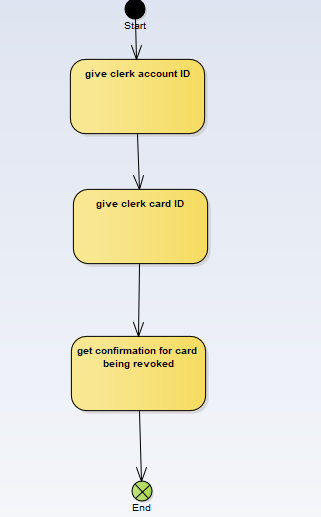 Start
give clerk account ID
give clerk card ID
get confirmation for card
being revoked
End